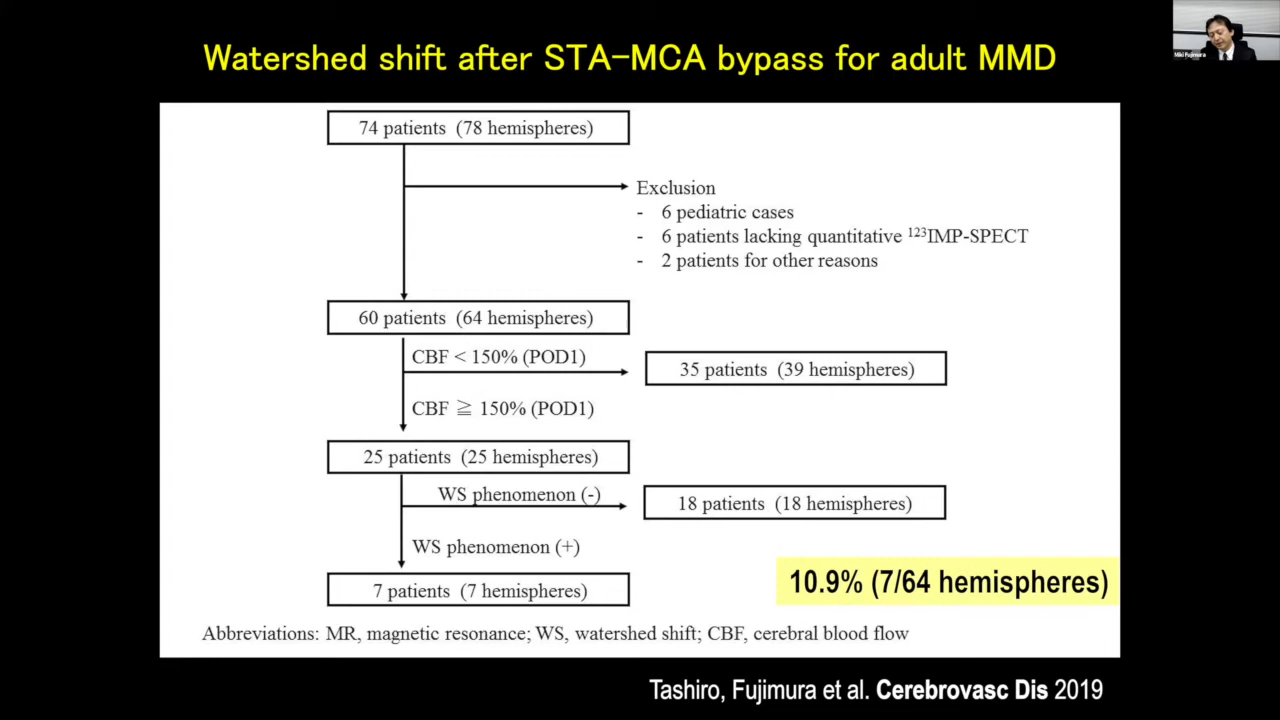 Watershed shift after STA-MCA bypass for adult MMD
Miki Fujimura
74 patients (78 hemispheres)
Exclusion
- 6 pediatric cases
- 6 patients lacking quantitative ¹²³IMP-SPECT
- 2 patients for other reasons
60 patients (64 hemispheres)
CBF < 150% (POD1)
35 patients (39 hemispheres)
CBF ≧ 150% (POD1)
25 patients (25 hemispheres)
WS phenomenon (-)
18 patients (18 hemispheres)
WS phenomenon (+)
7 patients (7 hemispheres)
10.9% (7/64 hemispheres)
Abbreviations: MR, magnetic resonance; WS, watershed shift; CBF, cerebral blood flow
Tashiro, Fujimura et al. Cerebrovasc Dis 2019